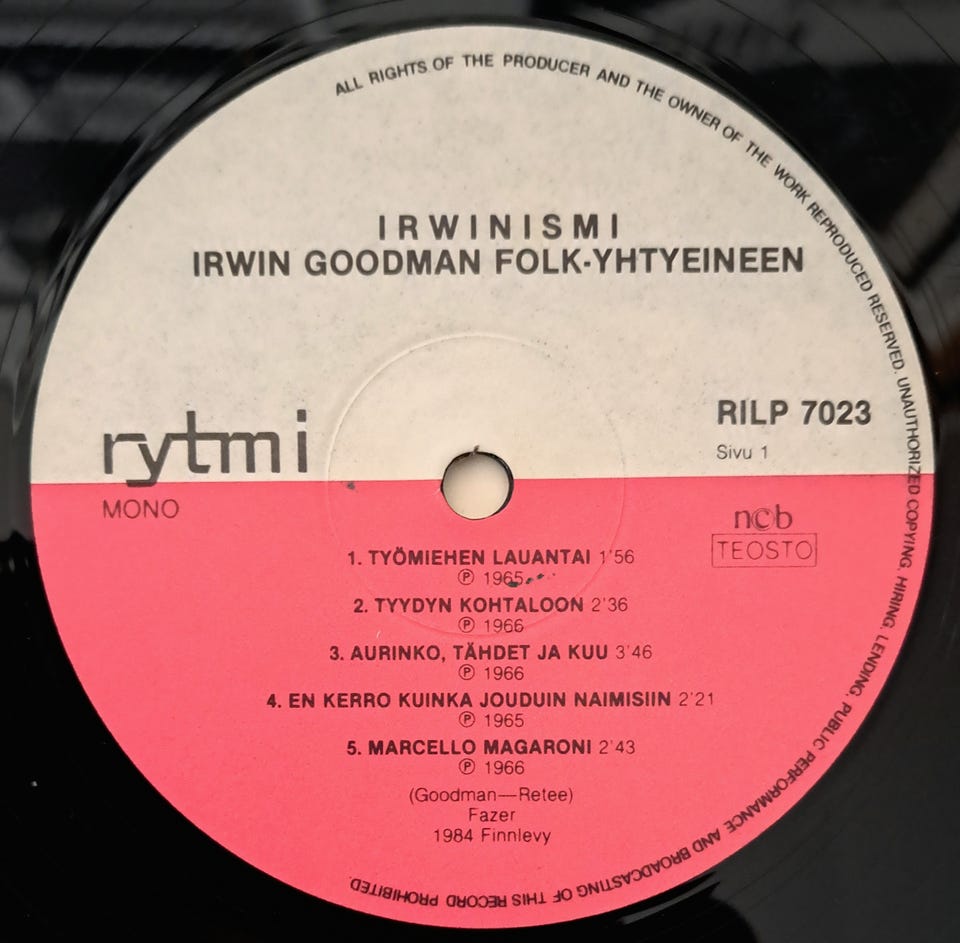 ALL RIGHTS OF THE PRODUCER AND THE OWNER OF THE WORK REPRODUCED RESERVED. UNAUTHORIZED COPYING, HIRING, LENDING, PUBLIC PERFORMANCE AND BROADCASTING OF THIS RECORD PROHIBITED.
IRWINISMI
IRWIN GOODMAN FOLK-YHTYEINEEN
rytmi
MONO
RILP 7023
Sivu 1
ncb
TEOSTO
1. TYÖMIEHEN LAUANTAI 1'56
℗ 1965
2. TYYDYN KOHTALOON 2'36
℗ 1966
3. AURINKO, TÄHDET JA KUU 3'46
℗ 1966
4. EN KERRO KUINKA JOUDUIN NAIMISIIN 2'21
℗ 1965
5. MARCELLO MAGARONI 2'43
℗ 1966
(Goodman—Retee)
Fazer
1984 Finnlevy